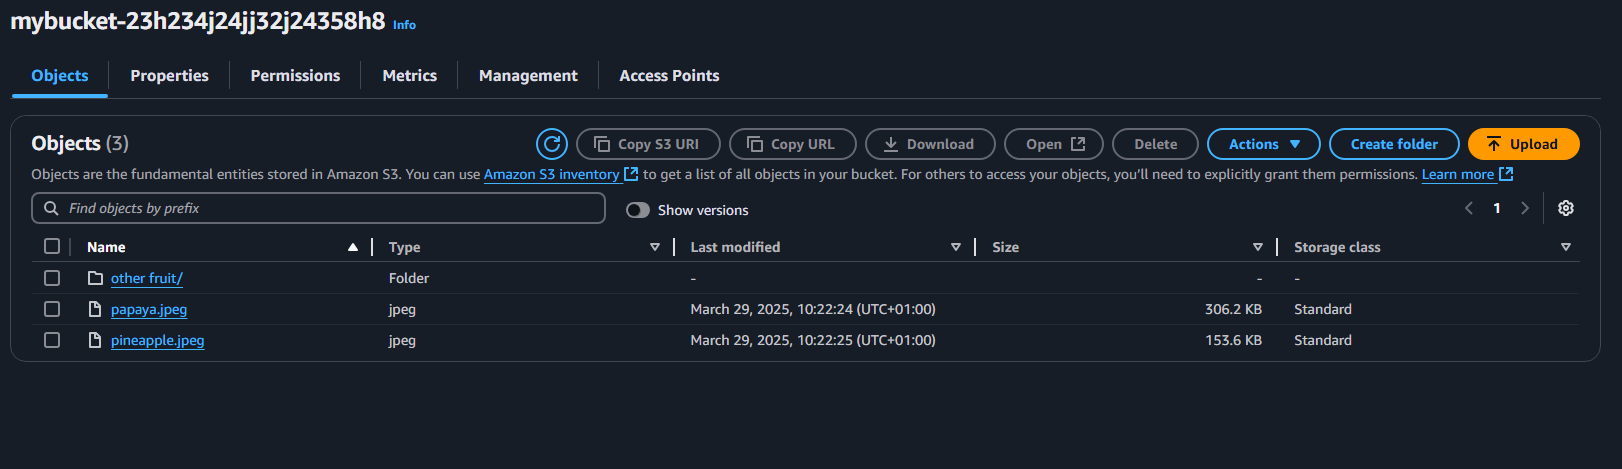 mybucket-23h234j24jj32j24358h8 Info
Objects Properties Permissions Metrics Management Access Points
Objects (3) Copy S3 URI Copy URL Download Open Delete Actions Create folder Upload
Objects are the fundamental entities stored in Amazon S3. You can use Amazon S3 inventory to get a list of all objects in your bucket. For others to access your objects, you'll need to explicitly grant them permissions. Learn more
Find objects by prefix Show versions 1
Name Type Last modified Size Storage class
other fruit/ Folder - - -
papaya.jpeg jpeg March 29, 2025, 10:22:24 (UTC+01:00) 306.2 KB Standard
pineapple.jpeg jpeg March 29, 2025, 10:22:25 (UTC+01:00) 153.6 KB Standard